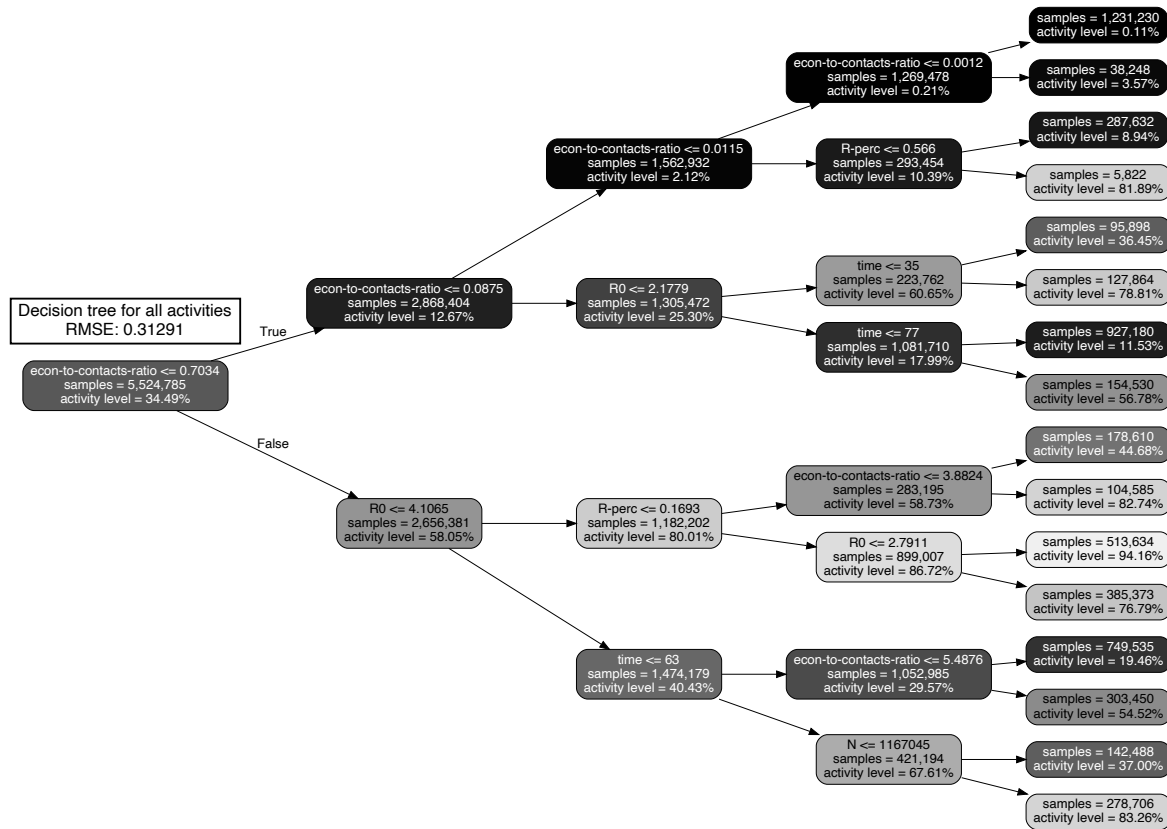 Decision tree for all activities
RMSE: 0.31291
True
False
econ-to-contacts-ratio <= 0.7034
samples = 5,524,785
activity level = 34.49%
econ-to-contacts-ratio <= 0.0875
samples = 2,868,404
activity level = 12.67%
R0 <= 4.1065
samples = 2,656,381
activity level = 58.05%
econ-to-contacts-ratio <= 0.0115
samples = 1,562,932
activity level = 2.12%
R0 <= 2.1779
samples = 1,305,472
activity level = 25.30%
R-perc <= 0.1693
samples = 1,182,202
activity level = 80.01%
time <= 63
samples = 1,474,179
activity level = 40.43%
econ-to-contacts-ratio <= 0.0012
samples = 1,269,478
activity level = 0.21%
R-perc <= 0.566
samples = 293,454
activity level = 10.39%
time <= 35
samples = 223,762
activity level = 60.65%
time <= 77
samples = 1,081,710
activity level = 17.99%
econ-to-contacts-ratio <= 3.8824
samples = 283,195
activity level = 58.73%
R0 <= 2.7911
samples = 899,007
activity level = 86.72%
econ-to-contacts-ratio <= 5.4876
samples = 1,052,985
activity level = 29.57%
N <= 1167045
samples = 421,194
activity level = 67.61%
samples = 1,231,230
activity level = 0.11%
samples = 38,248
activity level = 3.57%
samples = 287,632
activity level = 8.94%
samples = 5,822
activity level = 81.89%
samples = 95,898
activity level = 36.45%
samples = 127,864
activity level = 78.81%
samples = 927,180
activity level = 11.53%
samples = 154,530
activity level = 56.78%
samples = 178,610
activity level = 44.68%
samples = 104,585
activity level = 82.74%
samples = 513,634
activity level = 94.16%
samples = 385,373
activity level = 76.79%
samples = 749,535
activity level = 19.46%
samples = 303,450
activity level = 54.52%
samples = 142,488
activity level = 37.00%
samples = 278,706
activity level = 83.26%